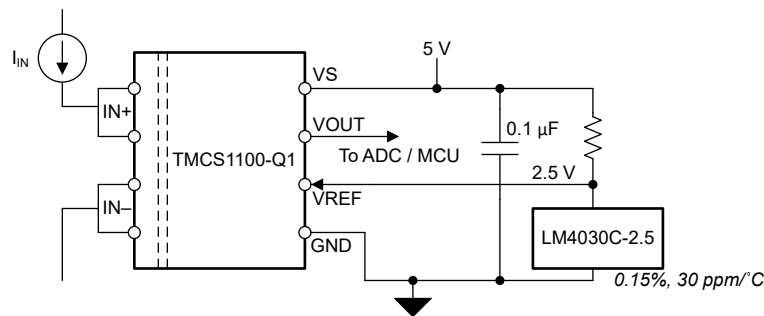 I_IN
5 V
VS
IN+
VOUT
0.1 µF
To ADC / MCU
TMCS1100-Q1
2.5 V
VREF
IN–
GND
LM4030C-2.5
0.15%, 30 ppm/˚C